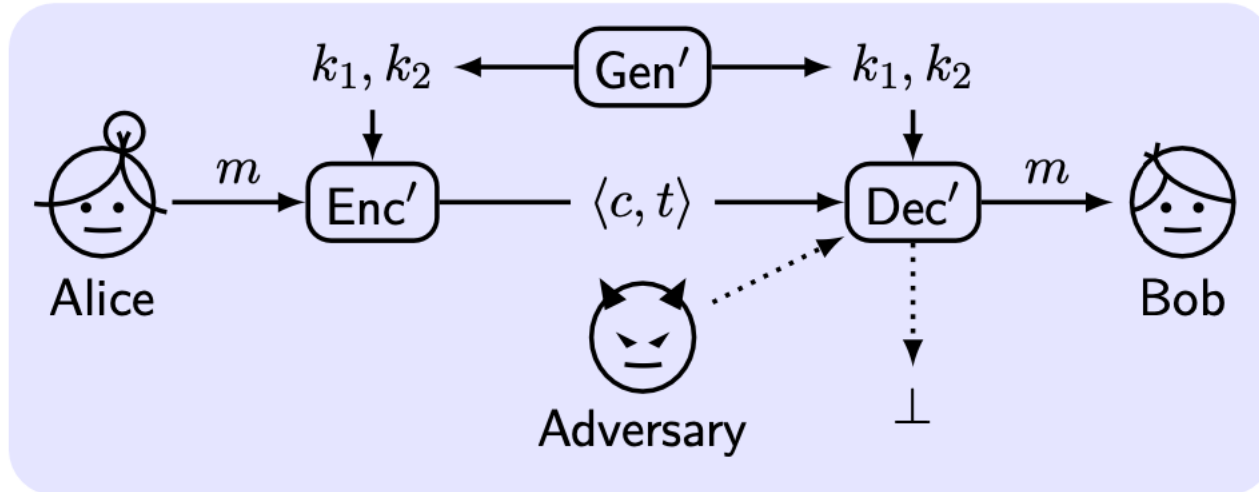 k₁, k₂ Gen′ k₁, k₂
m Enc′ ⟨c, t⟩ Dec′ m
Alice Bob
Adversary ⊥